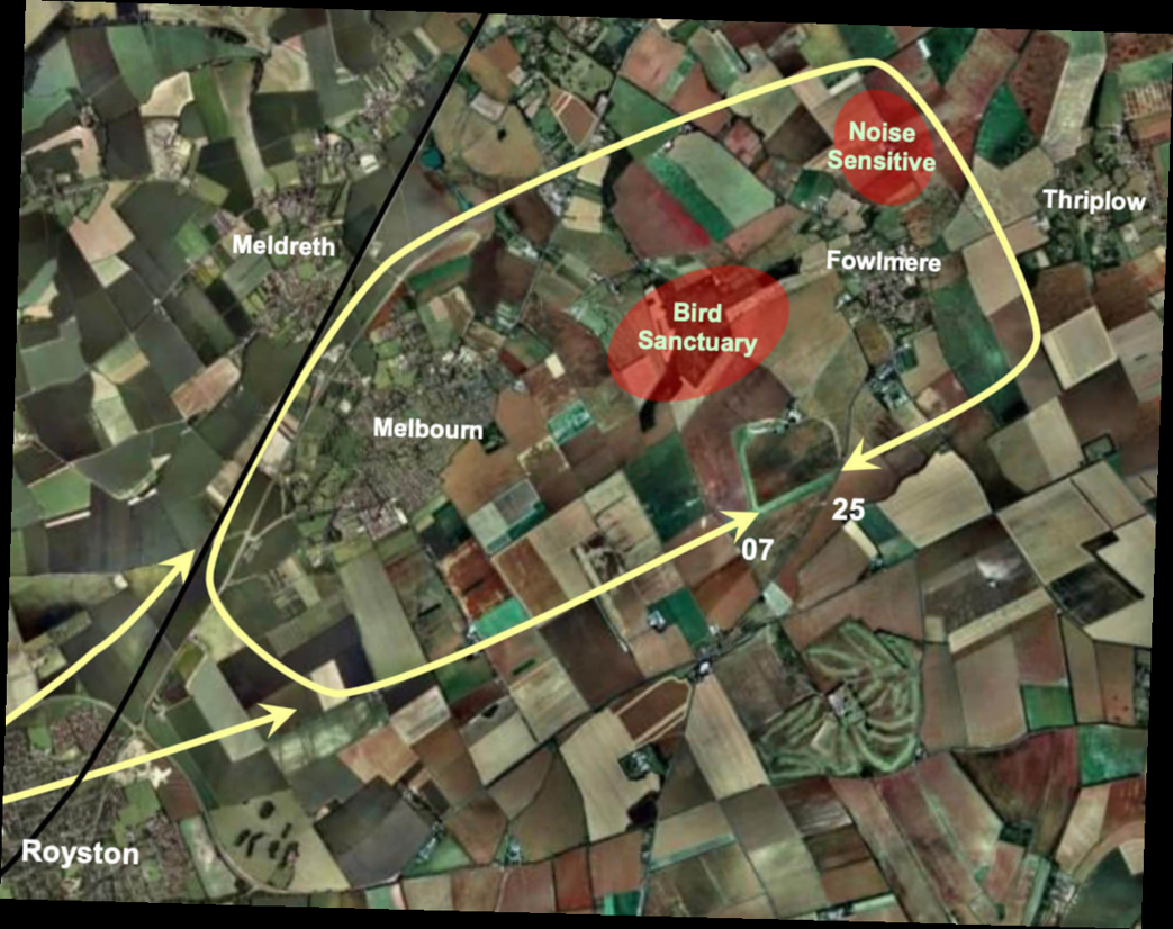 Noise
Sensitive
Thriplow
Meldreth
Fowlmere
Bird
Sanctuary
Melbourn
25
07
Royston